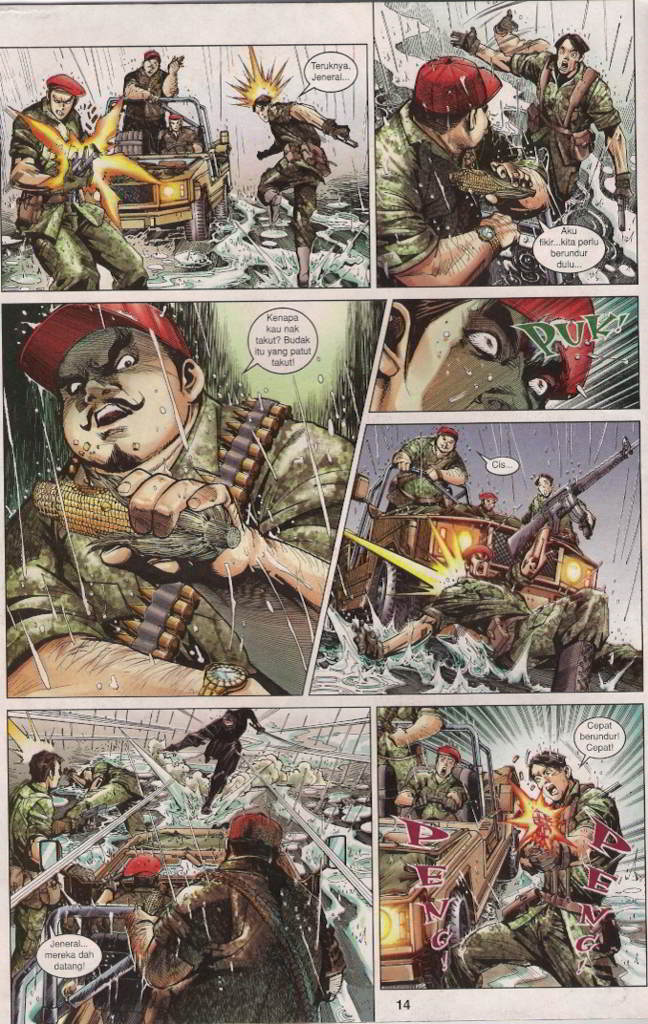 Teruknya,
Jeneral...
Aku
fikir...kita perlu
berundur
dulu...
Kenapa
kau nak
takut? Budak
itu yang patut
takut!
PUK!
Cis...
Jeneral...
mereka dah
datang!
Cepat
berundur!
Cepat!
PENG
PENG
14